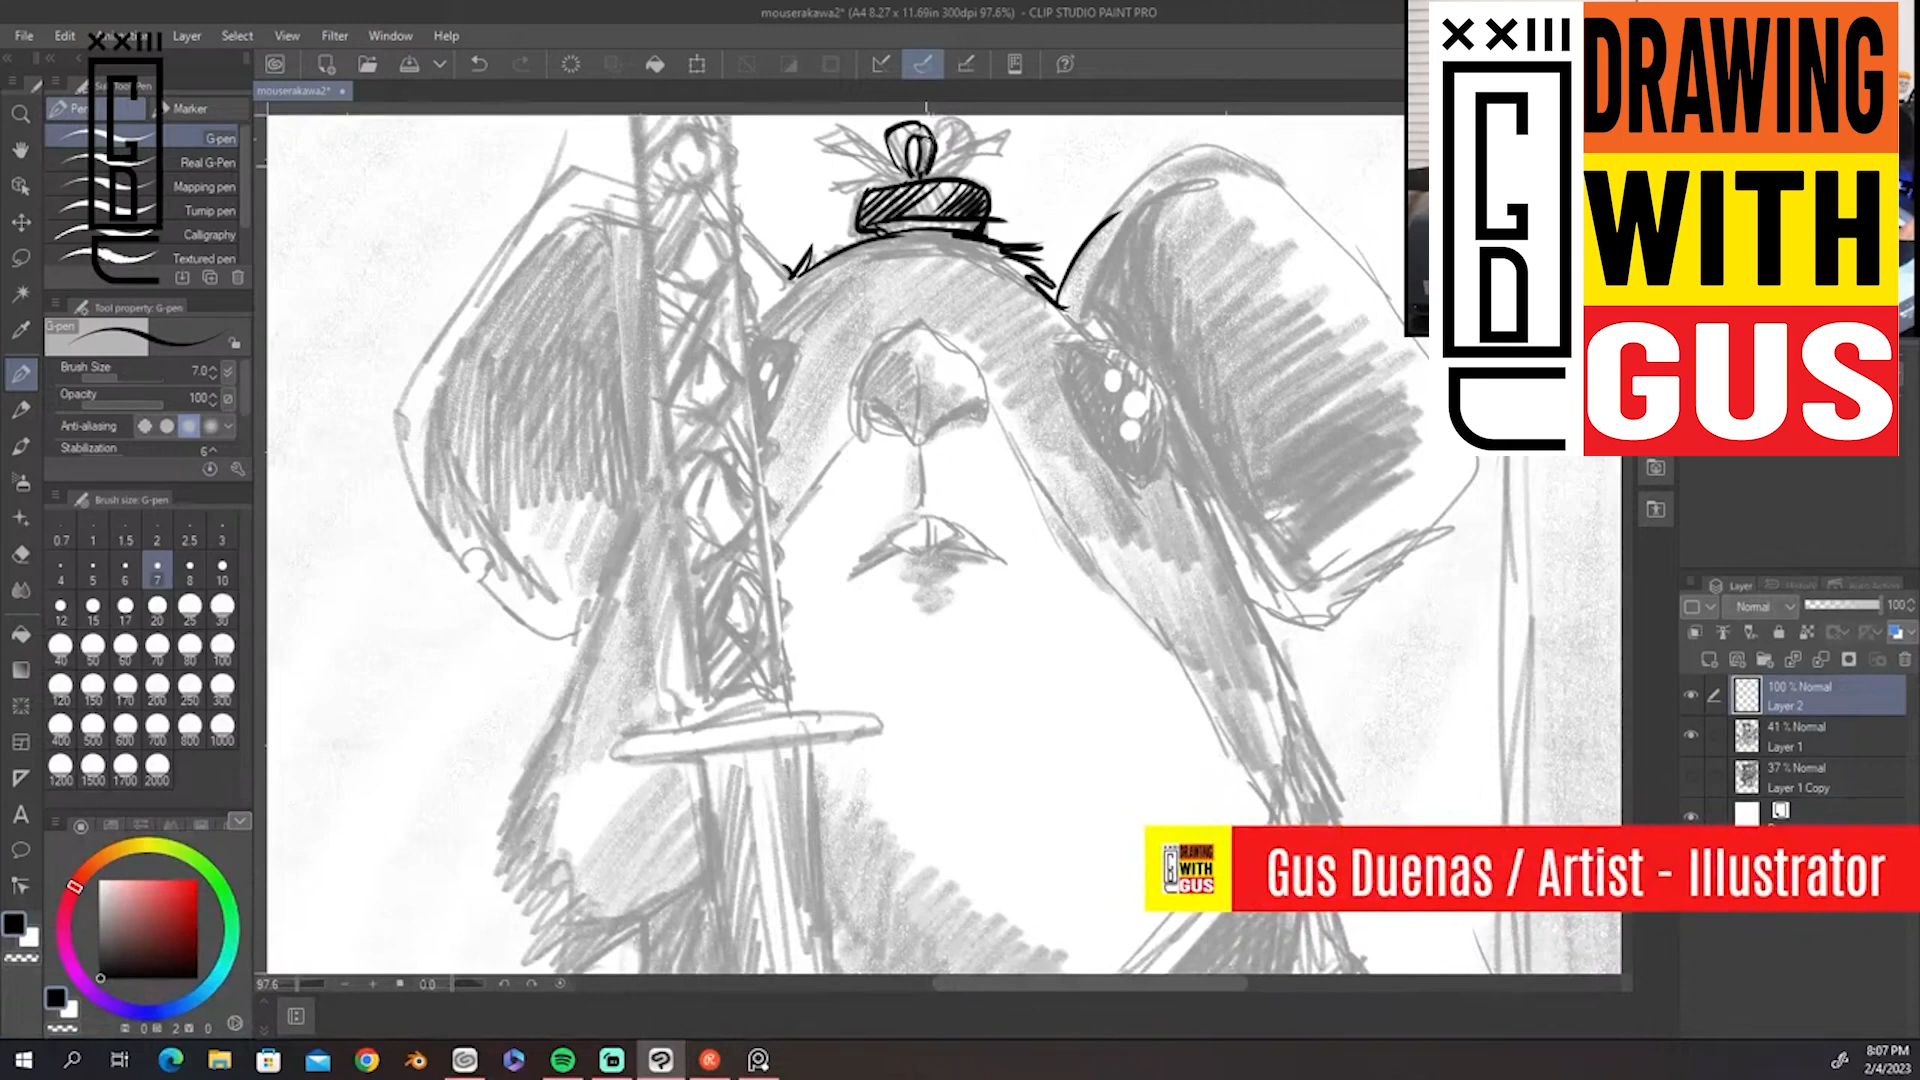 mouserakawa2* (A4 8.27 x 11.69in 300dpi 97.6%) - CLIP STUDIO PAINT PRO
File Edit Layer Select View Filter Window Help
mouserakawa2*
Marker
G-pen
Real G-Pen
Mapping pen
Turnip pen
Calligraphy
Textured pen
Tool property: G-pen
G-pen
Brush Size 7.0
Opacity 100
Anti-aliasing
Stabilization 6
Brush size: G-pen
0.7 1 1.5 2 2.5 3
4 5 6 7 8 10
12 15 17 20 25 30
40 50 60 70 80 100
120 150 170 200 250 300
400 500 600 700 800 1000
1200 1500 1700 2000
97.6 0.0
0 2 0
XXIII
GD
DRAWING
WITH
GUS
Layer
Normal 100
100 % Normal
Layer 2
41 % Normal
Layer 1
37 % Normal
Layer 1 Copy
DRAWING
WITH
GUS
Gus Duenas / Artist - Illustrator
8:07 PM
2/4/2023